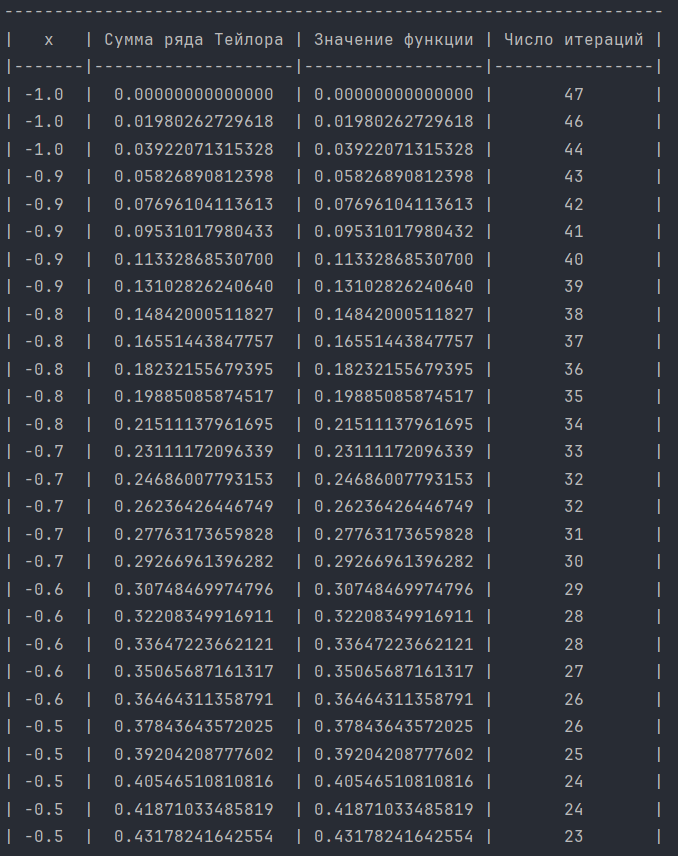 -----------------------------------------------------------------
|   x   | Сумма ряда Тейлора | Значение функции | Число итераций |
|-------|--------------------|------------------|----------------|
| -1.0  |  0.00000000000000  | 0.00000000000000 |       47       |
| -1.0  |  0.01980262729618  | 0.01980262729618 |       46       |
| -1.0  |  0.03922071315328  | 0.03922071315328 |       44       |
| -0.9  |  0.05826890812398  | 0.05826890812398 |       43       |
| -0.9  |  0.07696104113613  | 0.07696104113613 |       42       |
| -0.9  |  0.09531017980433  | 0.09531017980432 |       41       |
| -0.9  |  0.11332868530700  | 0.11332868530700 |       40       |
| -0.9  |  0.13102826240640  | 0.13102826240640 |       39       |
| -0.8  |  0.14842000511827  | 0.14842000511827 |       38       |
| -0.8  |  0.16551443847757  | 0.16551443847757 |       37       |
| -0.8  |  0.18232155679395  | 0.18232155679395 |       36       |
| -0.8  |  0.19885085874517  | 0.19885085874517 |       35       |
| -0.8  |  0.21511137961695  | 0.21511137961695 |       34       |
| -0.7  |  0.23111172096339  | 0.23111172096339 |       33       |
| -0.7  |  0.24686007793153  | 0.24686007793153 |       32       |
| -0.7  |  0.26236426446749  | 0.26236426446749 |       32       |
| -0.7  |  0.27763173659828  | 0.27763173659828 |       31       |
| -0.7  |  0.29266961396282  | 0.29266961396282 |       30       |
| -0.6  |  0.30748469974796  | 0.30748469974796 |       29       |
| -0.6  |  0.32208349916911  | 0.32208349916911 |       28       |
| -0.6  |  0.33647223662121  | 0.33647223662121 |       28       |
| -0.6  |  0.35065687161317  | 0.35065687161317 |       27       |
| -0.6  |  0.36464311358791  | 0.36464311358791 |       26       |
| -0.5  |  0.37843643572025  | 0.37843643572025 |       26       |
| -0.5  |  0.39204208777602  | 0.39204208777602 |       25       |
| -0.5  |  0.40546510810816  | 0.40546510810816 |       24       |
| -0.5  |  0.41871033485819  | 0.41871033485819 |       24       |
| -0.5  |  0.43178241642554  | 0.43178241642554 |       23       |